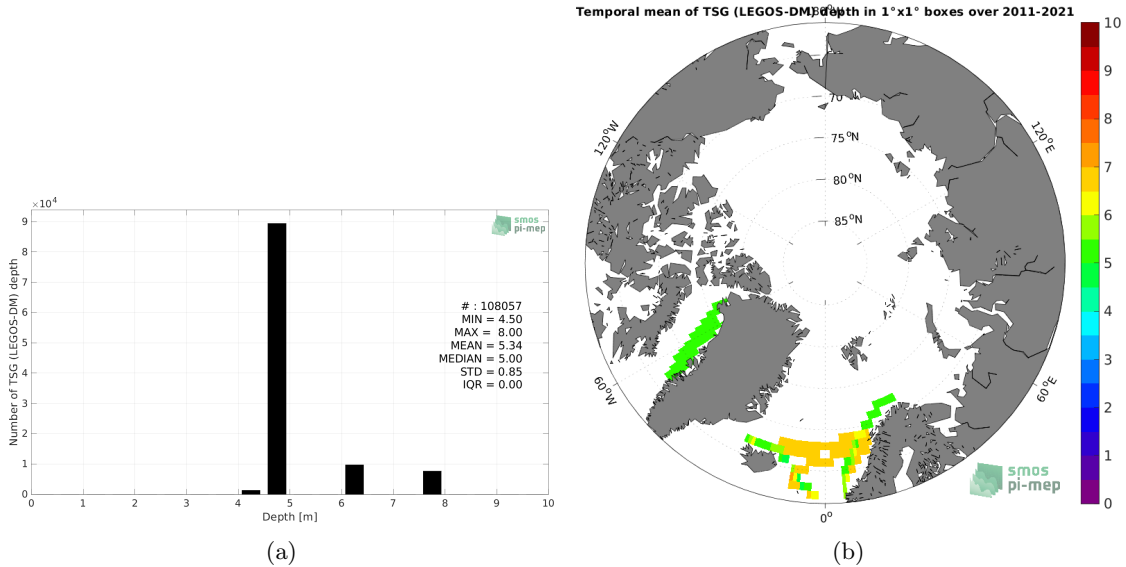 Temporal mean of TSG (LEGOS-DM) depth in 1°x1° boxes over 2011-2021
180°W
×10⁴
9
8
7
6
5
4
3
2
1
0
0 1 2 3 4 5 6 7 8 9 10
Number of TSG (LEGOS-DM) depth
Depth [m]
smos
pi-mep
# : 108057
MIN = 4.50
MAX = 8.00
MEAN = 5.34
MEDIAN = 5.00
STD = 0.85
IQR = 0.00
(a)
120°W
120°E
70
75°N
80°N
85°N
60°W
60°E
0°
smos
pi-mep
10
9
8
7
6
5
4
3
2
1
0
(b)